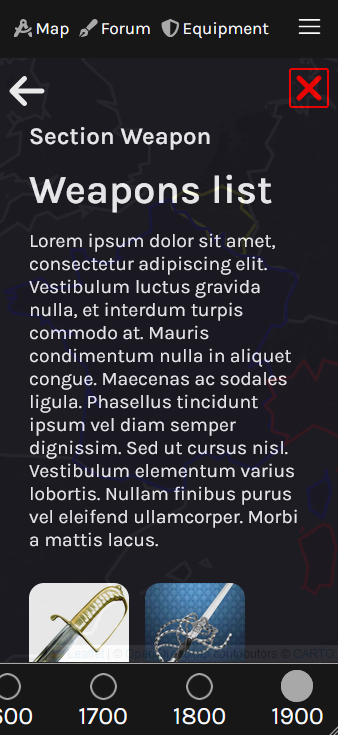 Map Forum Equipment
Section Weapon
Weapons list
Lorem ipsum dolor sit amet,
consectetur adipiscing elit.
Vestibulum luctus gravida
nulla, et interdum turpis
commodo at. Mauris
condimentum nulla in aliquet
congue. Maecenas ac sodales
ligula. Phasellus tincidunt
ipsum vel diam semper
dignissim. Sed ut cursus nisl.
Vestibulum elementum varius
lobortis. Nullam finibus purus
vel eleifend ullamcorper. Morbi
a mattis lacus.
contributors © CARTO
600 1700 1800 1900